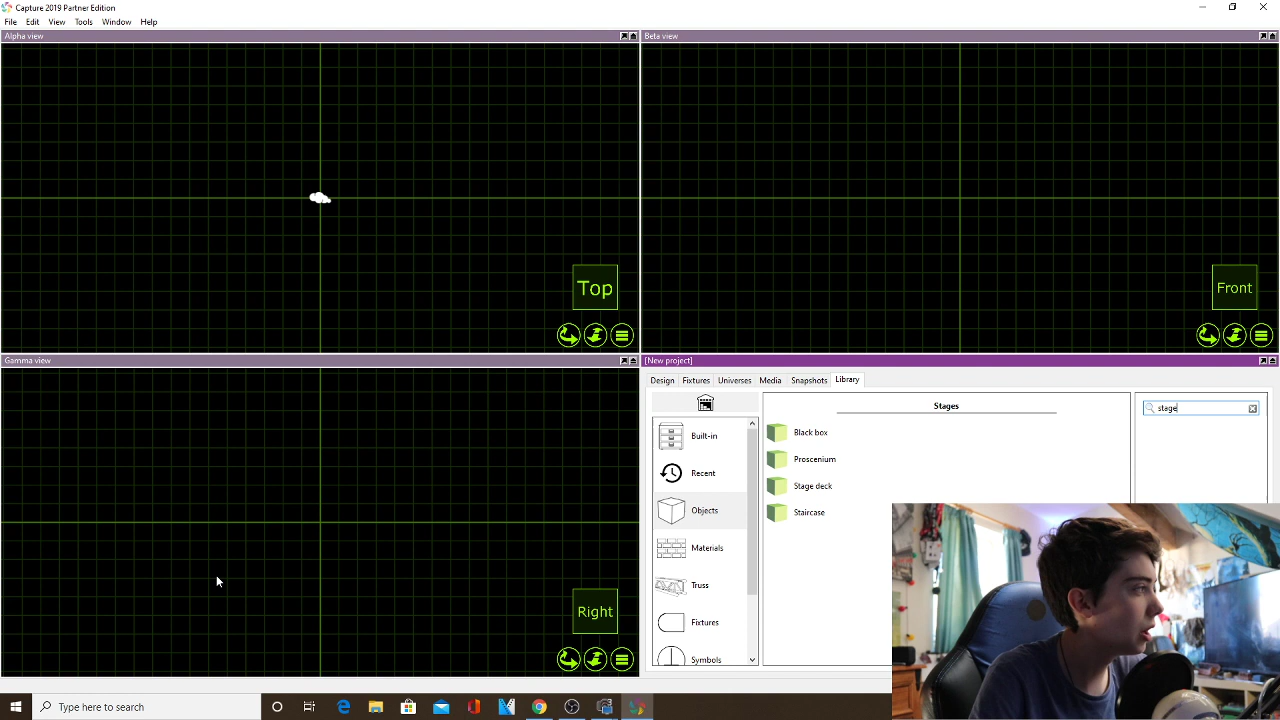 Capture 2019 Partner Edition
File Edit View Tools Window Help
Alpha view
Beta view
Top
Front
Gamma view
[New project]
Design Fixtures Universes Media Snapshots Library
Stages
stage
Built-in
Black box
Recent
Proscenium
Objects
Stage deck
Staircase
Materials
Truss
Fixtures
Symbols
Right
Type here to search